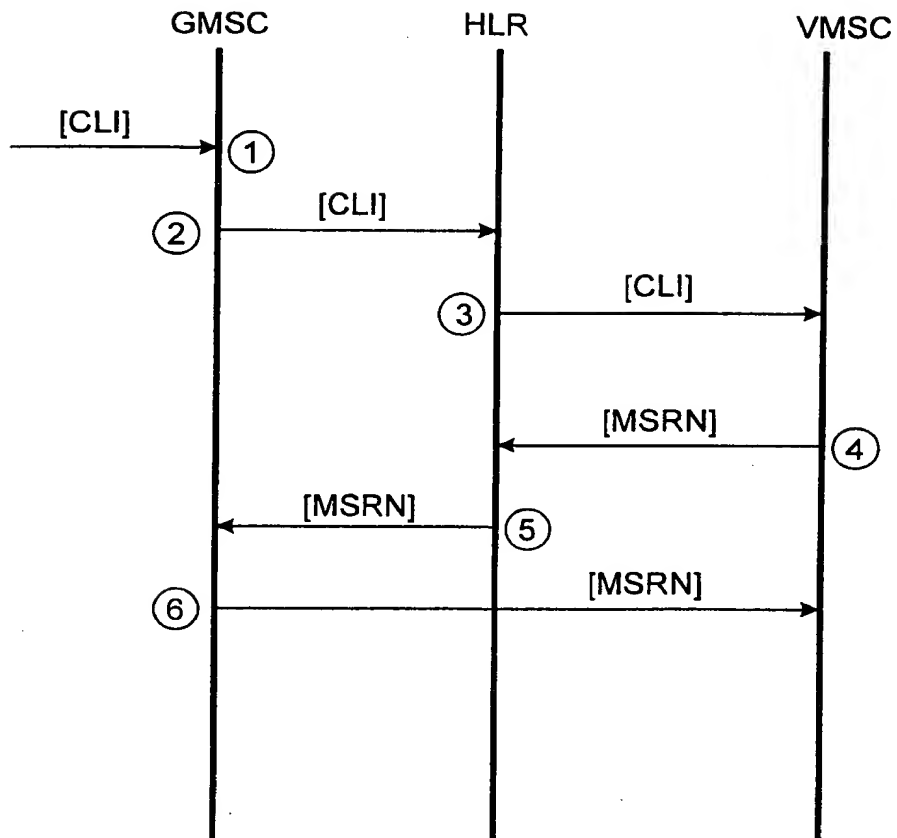 GMSC HLR VMSC
[CLI]
1
[CLI]
2
[CLI]
3
[MSRN]
4
[MSRN]
5
[MSRN]
6